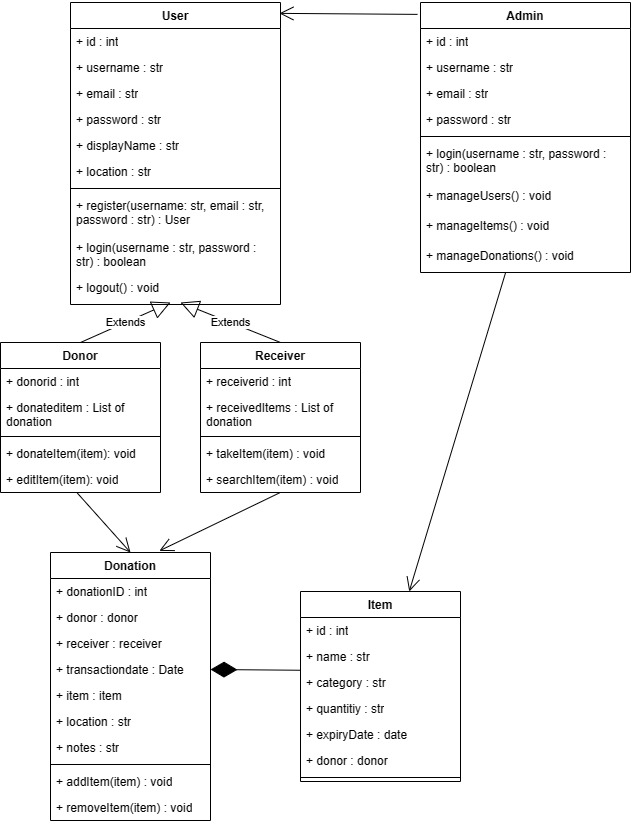 User
+ id : int
+ username : str
+ email : str
+ password : str
+ displayName : str
+ location : str
+ register(username: str, email : str,
password : str) : User
+ login(username : str, password :
str) : boolean
+ logout() : void
Admin
+ id : int
+ username : str
+ email : str
+ password : str
+ login(username : str, password :
str) : boolean
+ manageUsers() : void
+ manageItems() : void
+ manageDonations() : void
Extends
Extends
Donor
+ donorid : int
+ donateditem : List of
donation
+ donateItem(item): void
+ editItem(item): void
Receiver
+ receiverid : int
+ receivedItems : List of
donation
+ takeItem(item) : void
+ searchItem(item) : void
Donation
+ donationID : int
+ donor : donor
+ receiver : receiver
+ transactiondate : Date
+ item : item
+ location : str
+ notes : str
+ addItem(item) : void
+ removeItem(item) : void
Item
+ id : int
+ name : str
+ category : str
+ quantitiy : str
+ expiryDate : date
+ donor : donor